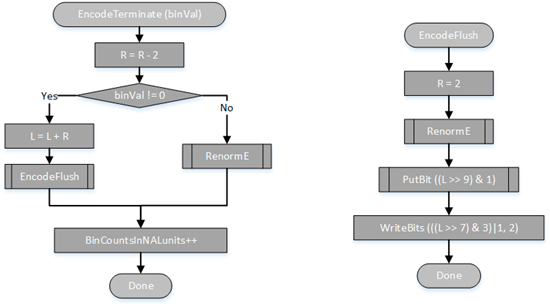 EncodeTerminate (binVal)
R = R - 2
binVal != 0
Yes
No
L = L + R
EncodeFlush
RenormE
BinCountsInNALunits++
Done
EncodeFlush
R = 2
RenormE
PutBit ((L >> 9) & 1)
WriteBits (((L >> 7) & 3)|1, 2)
Done